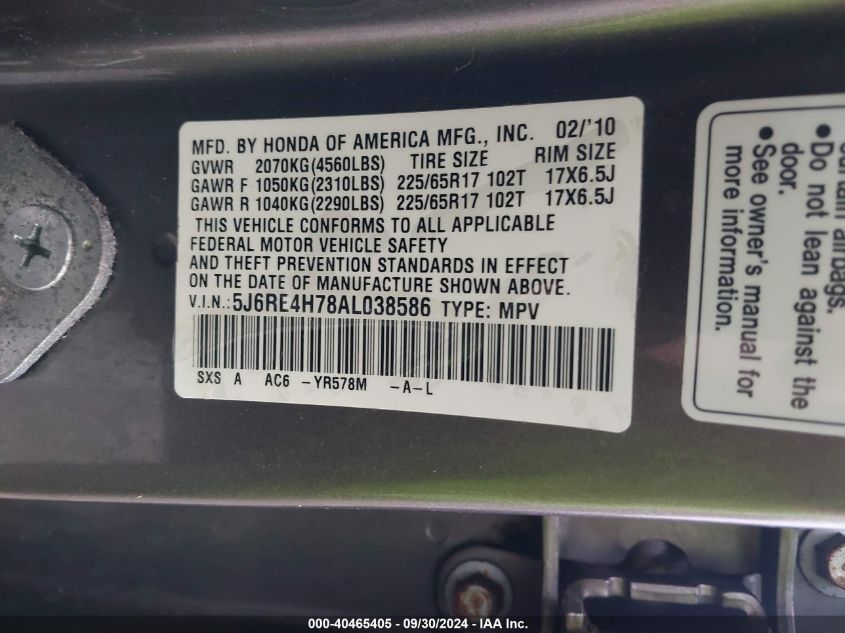 MFD. BY HONDA OF AMERICA MFG., INC. 02/'10
GVWR 2070KG(4560LBS) TIRE SIZE RIM SIZE
GAWR F 1050KG(2310LBS) 225/65R17 102T 17X6.5J
GAWR R 1040KG(2290LBS) 225/65R17 102T 17X6.5J
THIS VEHICLE CONFORMS TO ALL APPLICABLE
FEDERAL MOTOR VEHICLE SAFETY
AND THEFT PREVENTION STANDARDS IN EFFECT
ON THE DATE OF MANUFACTURE SHOWN ABOVE.
V.I.N.: 5J6RE4H78AL038586 TYPE: MPV
SXS A AC6 -YR578M -A-L
airbags.
• Do not lean against the
door.
• See owner's manual for
more information.
000-40465405 - 09/30/2024 - IAA Inc.